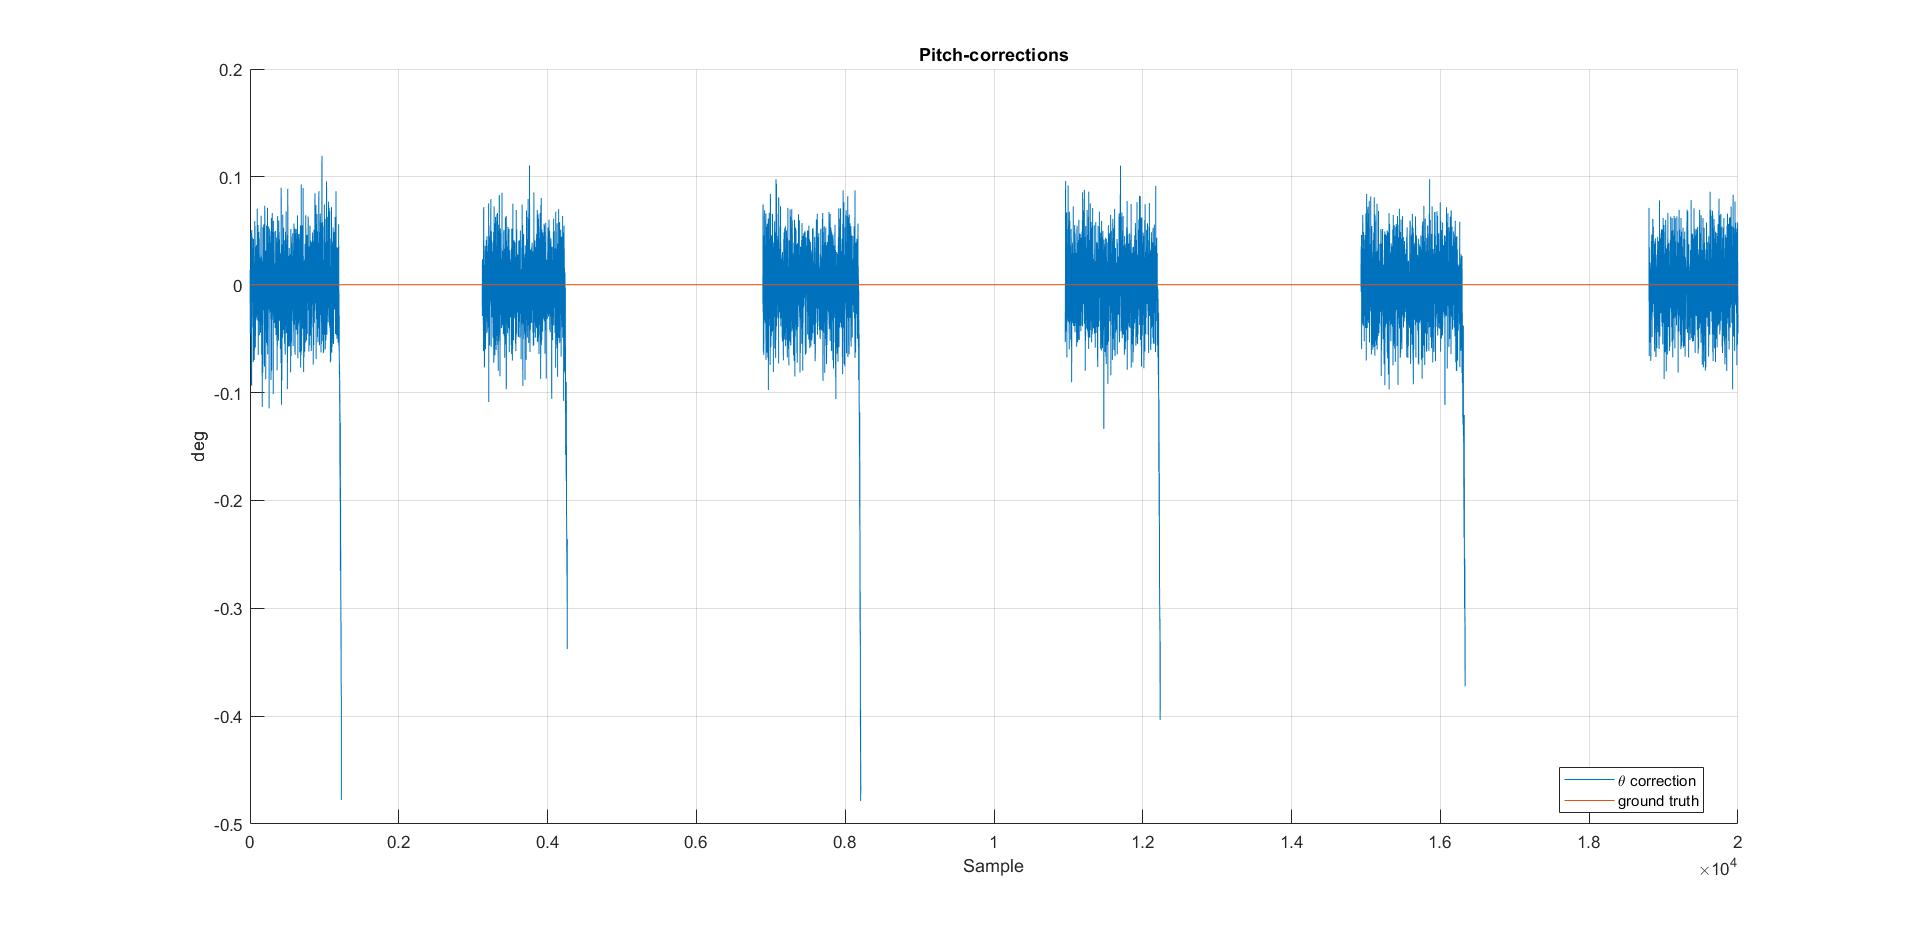 Pitch-corrections
0.2
0.1
0
-0.1
-0.2
-0.3
-0.4
-0.5
deg
0 0.2 0.4 0.6 0.8 1 1.2 1.4 1.6 1.8 2
Sample
×10⁴
θ correction
ground truth